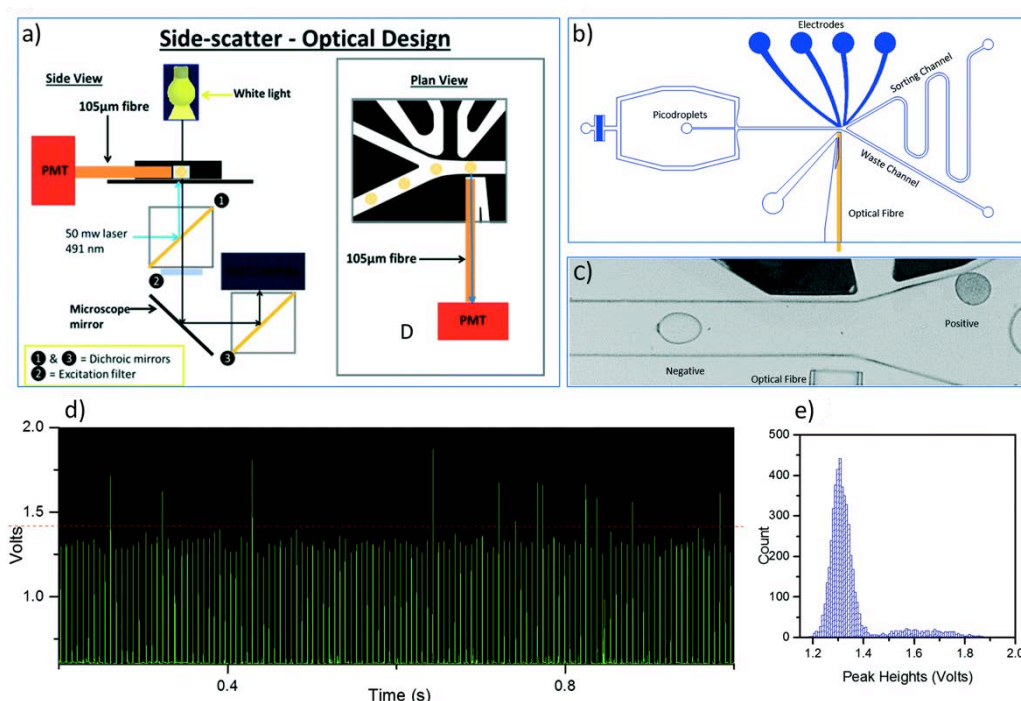 a)
Side-scatter - Optical Design
Side View
105µm fibre
White light
PMT
1
50 mw laser
491 nm
2
Microscope
mirror
3
1 & 3 = Dichroic mirrors
2 = Excitation filter
Plan View
105µm fibre
D
PMT
b)
Electrodes
Picodroplets
Sorting Channel
Waste Channel
Optical Fibre
c)
Positive
Negative
Optical Fibre
d)
2.0
1.5
1.0
Volts
0.4
0.8
Time (s)
e)
500
400
300
200
100
0
Count
1.2
1.4
1.6
1.8
2.0
Peak Heights (Volts)